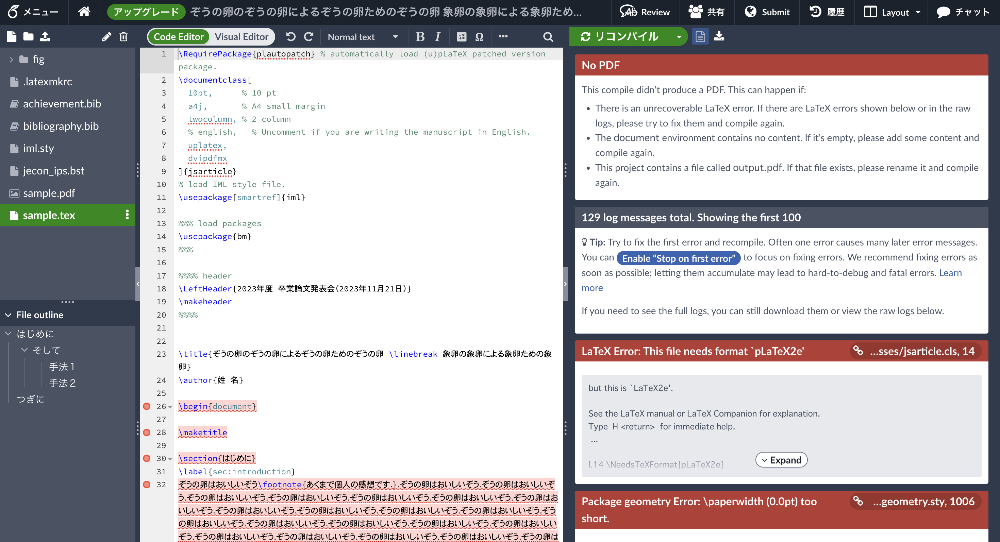 メニュー
アップグレード
ぞうの卵のぞうの卵によるぞうの卵ためのぞうの卵 象卵の象卵による象卵ため...
Review
共有
Submit
履歴
Layout
チャット
Code Editor
Visual Editor
Normal text
B
I
Ω
リコンパイル
fig
.latexmkrc
achievement.bib
bibliography.bib
iml.sty
jecon_ips.bst
sample.pdf
sample.tex
File outline
はじめに
そして
手法1
手法2
つぎに
1 \RequirePackage{plautopatch} % automatically load (u)pLaTeX patched version
package.
2 \documentclass[
3 10pt, % 10 pt
4 a4j, % A4 small margin
5 twocolumn, % 2-column
6 % english, % Uncomment if you are writing the manuscript in English.
7 uplatex,
8 dvipdfmx
9 ]{jsarticle}
10 % load IML style file.
11 \usepackage[smartref]{iml}
12
13 %%% load packages
14 \usepackage{bm}
15 %%%
16
17 %%%% header
18 \LeftHeader{2023年度 卒業論文発表会(2023年11月21日)}
19 \makeheader
20 %%%%
21
22
23 \title{ぞうの卵のぞうの卵によるぞうの卵ためのぞうの卵 \linebreak 象卵の象卵による象卵ための象
卵}
24 \author{姓 名}
25
26 \begin{document}
27
28 \maketitle
29
30 \section{はじめに}
31 \label{sec:introduction}
32 ぞうの卵はおいしいぞう\footnote{あくまで個人の感想です.}.ぞうの卵はおいしいぞう.ぞうの卵はおいしいぞ
う.ぞうの卵はおいしいぞう.ぞうの卵はおいしいぞう.ぞうの卵はおいしいぞう.ぞうの卵はおいしいぞう.ぞうの卵はお
いしいぞう.ぞうの卵はおいしいぞう.ぞうの卵はおいしいぞう.ぞうの卵はおいしいぞう.ぞうの卵はおいしいぞう.ぞう
の卵はおいしいぞう.ぞうの卵はおいしいぞう.ぞうの卵はおいしいぞう.ぞうの卵はおいしいぞう.ぞうの卵はおいしい
ぞう.ぞうの卵はおいしいぞう.ぞうの卵はおいしいぞう.ぞうの卵はおいしいぞう.ぞうの卵はおいしいぞう.ぞうの卵は
No PDF
This compile didn’t produce a PDF. This can happen if:
• There is an unrecoverable LaTeX error. If there are LaTeX errors shown below or in the raw
logs, please try to fix them and compile again.
• The document environment contains no content. If it’s empty, please add some content and
compile again.
• This project contains a file called output.pdf. If that file exists, please rename it and compile
again.
129 log messages total. Showing the first 100
Tip: Try to fix the first error and recompile. Often one error causes many later error messages.
You can Enable “Stop on first error” to focus on fixing errors. We recommend fixing errors as
soon as possible; letting them accumulate may lead to hard-to-debug and fatal errors. Learn
more
If you need to see the full logs, you can still download them or view the raw logs below.
LaTeX Error: This file needs format `pLaTeX2e'
...sses/jsarticle.cls, 14
but this is `LaTeX2e'.
See the LaTeX manual or LaTeX Companion for explanation.
Type H <return> for immediate help.
...
l.14 \NeedsTeXFormat{pLaTeX2e}
Expand
Package geometry Error: \paperwidth (0.0pt) too
short.
...geometry.sty, 1006